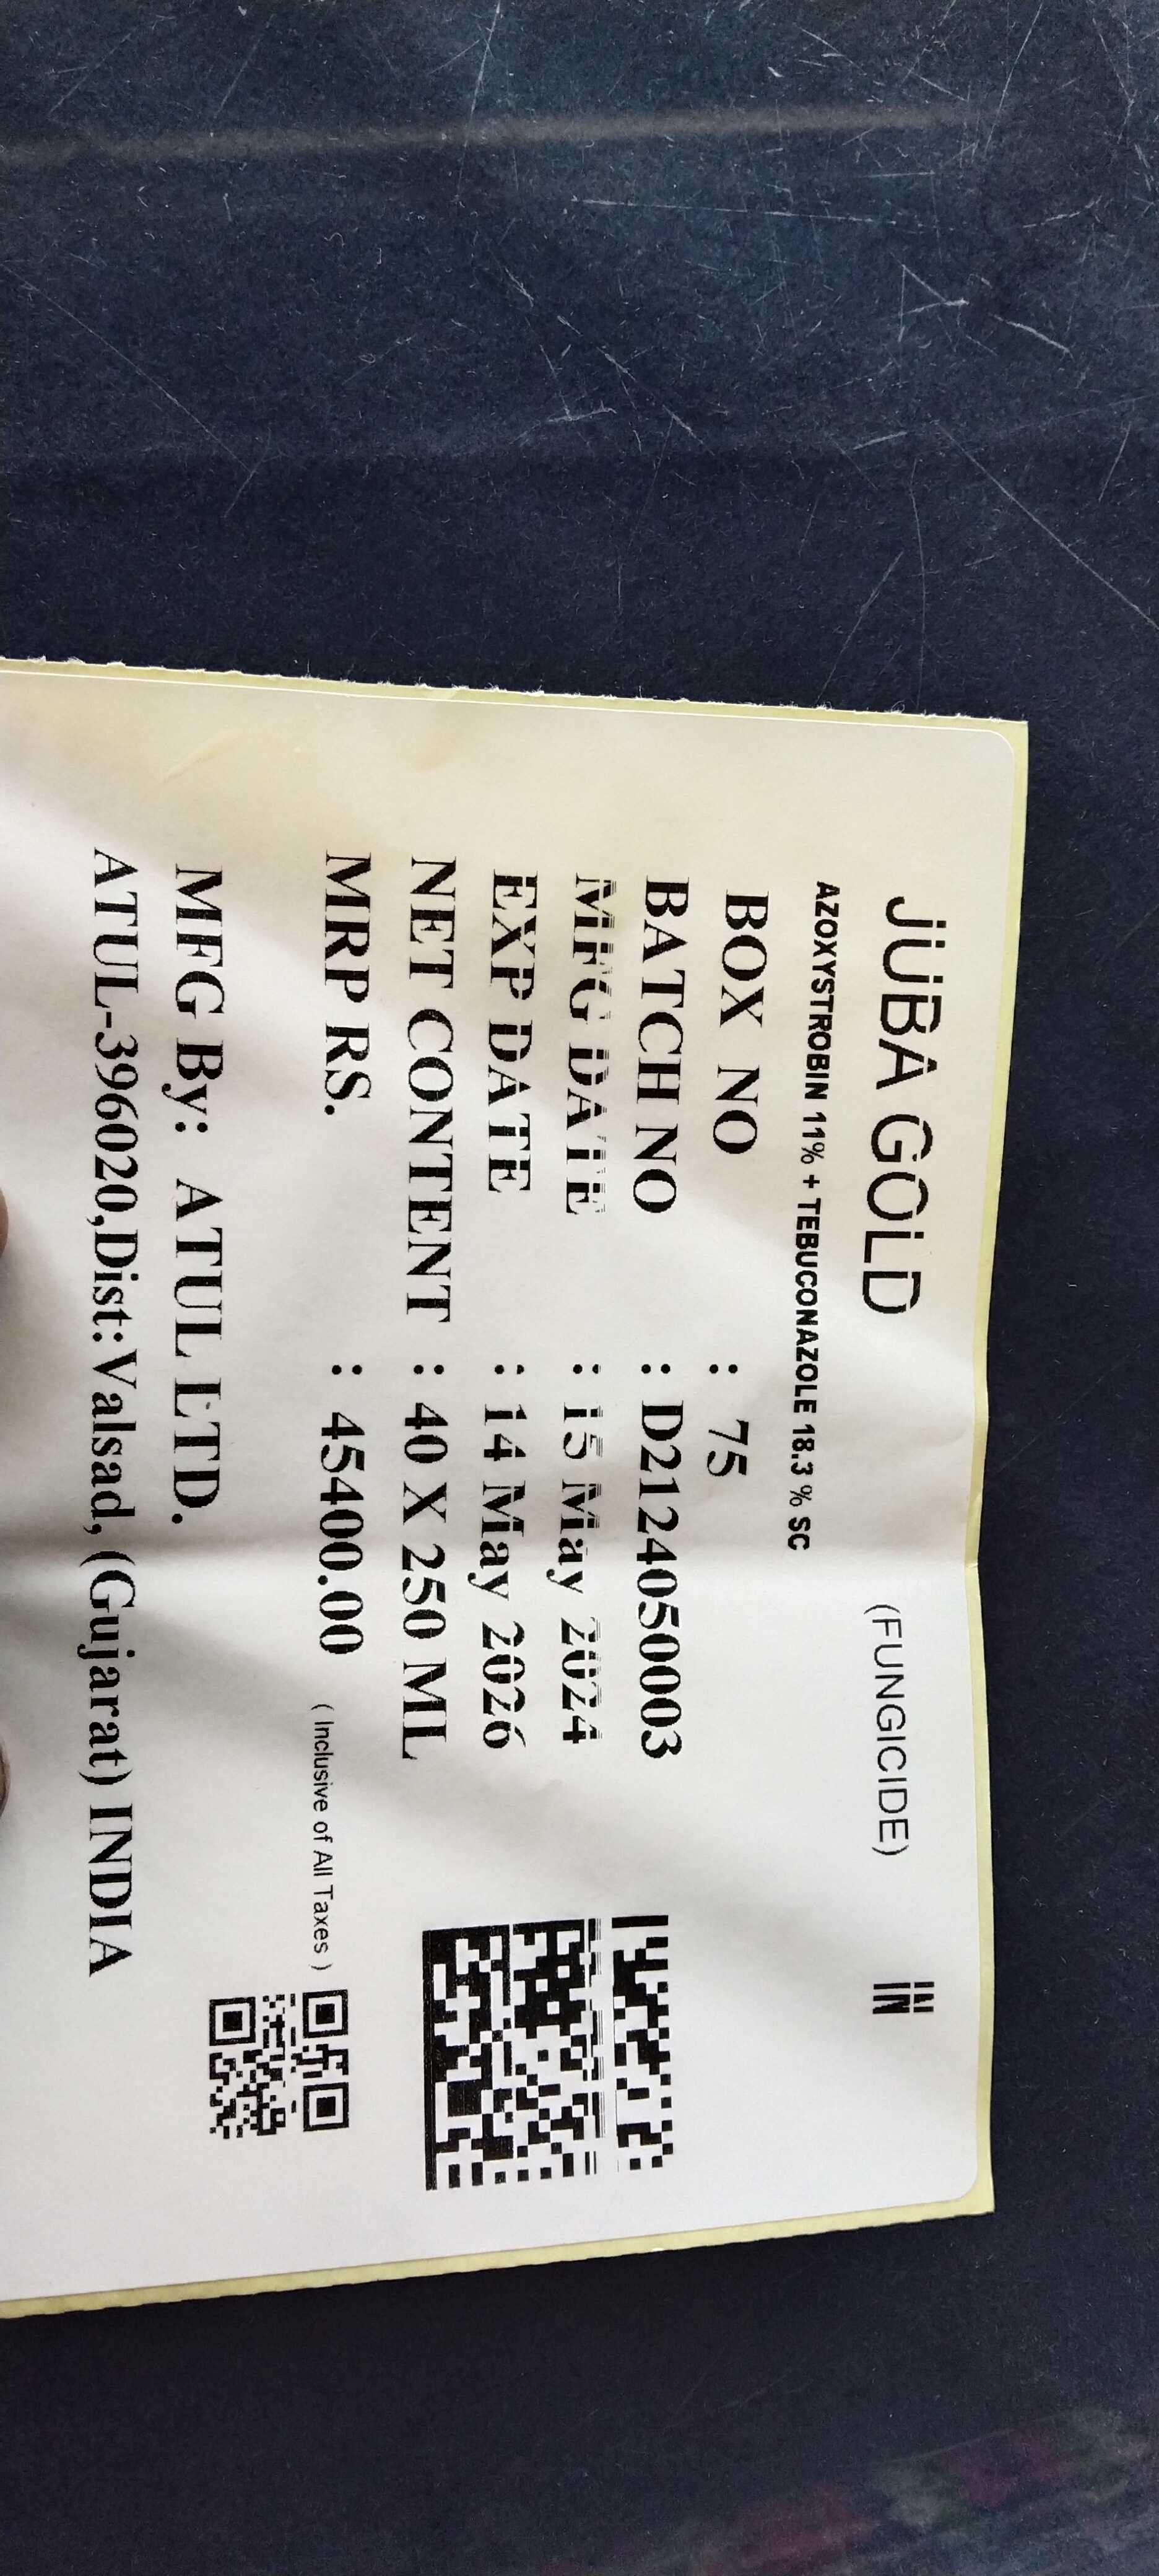 JUBA GOLD (FUNGICIDE) IN
AZOXYSTROBIN 11% + TEBUCONAZOLE 18.3 % SC
BOX NO : 75
BATCH NO : D2124050003
MFG DATE : 15 May 2024
EXP DATE : 14 May 2026
NET CONTENT : 40 X 250 ML
MRP RS. : 45400.00 ( Inclusive of All Taxes )
MFG By: ATUL LTD.
ATUL-396020,Dist:Valsad, (Gujarat) INDIA